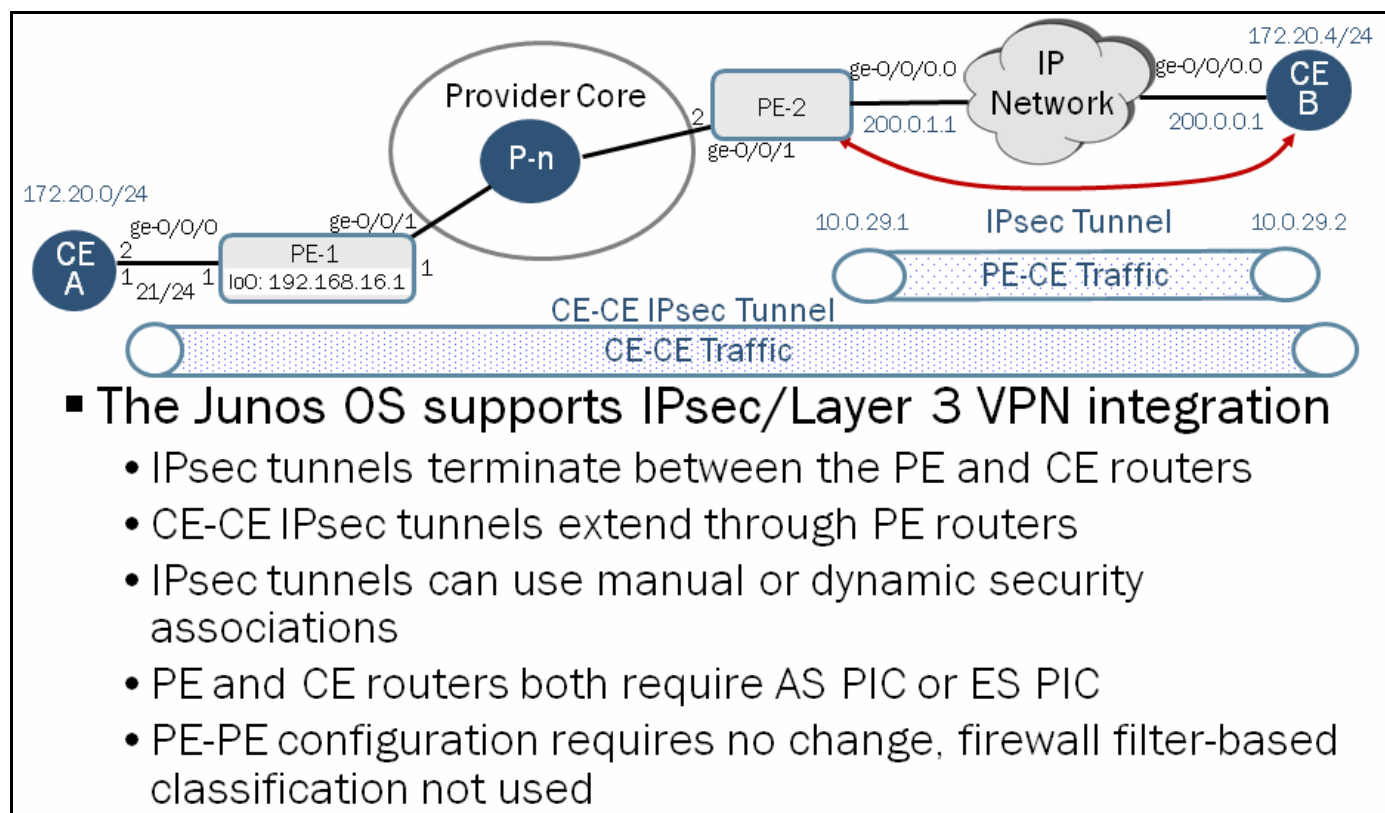 172.20.4/24
ge-0/0/0.0
IP
Network
ge-0/0/0.0
CE
B
Provider Core
2
PE-2
200.0.1.1
200.0.0.1
P-n
ge-0/0/1
172.20.0/24
ge-0/0/0
ge-0/0/1
10.0.29.1
IPsec Tunnel
10.0.29.2
CE
A
2
1
21/24
1
PE-1
lo0: 192.168.16.1
1
PE-CE Traffic
CE-CE IPsec Tunnel
CE-CE Traffic
▪ The Junos OS supports IPsec/Layer 3 VPN integration
• IPsec tunnels terminate between the PE and CE routers
• CE-CE IPsec tunnels extend through PE routers
• IPsec tunnels can use manual or dynamic security
associations
• PE and CE routers both require AS PIC or ES PIC
• PE-PE configuration requires no change, firewall filter-based
classification not used